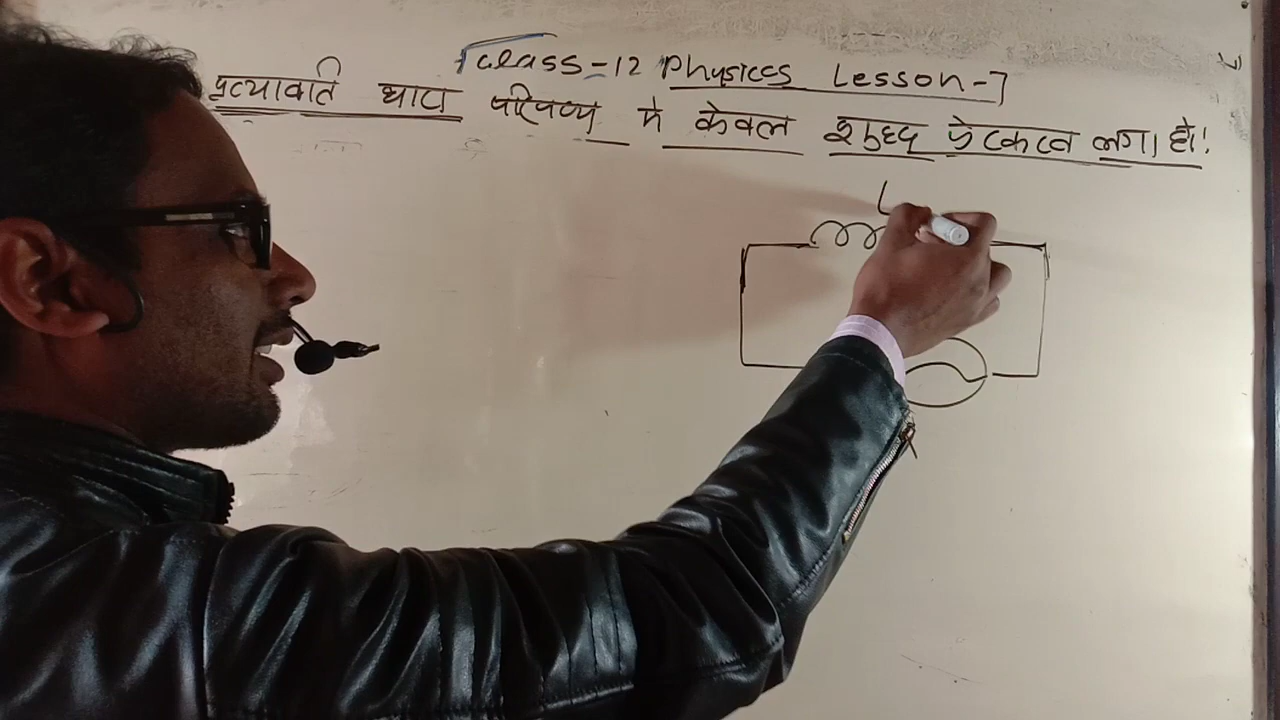 Class-12 Physics Lesson-7
प्रत्यावर्ति धारा परिपथ मे केवल शुध्द प्रेरकत्व लगा हो!
L